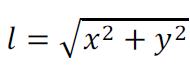 l = √(x² + y²)